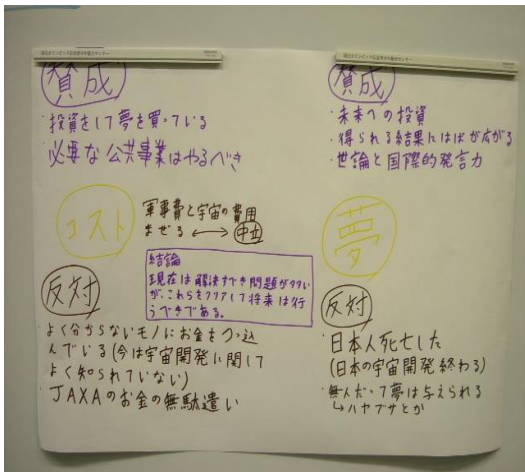 賛成
・投資をして夢を買っている
・必要な公共事業はやるべき
コスト
軍事費と宇宙の費用
まぜる ←→ 中立
結論
現在は解決すべき問題が多い
が、これらをクリアして将来は行
うべきである。
反対
・よく分からないモノにお金をつっ込
んでいる(今は宇宙開発に関して
よく知られていない)
・JAXAのお金の無駄遣い
賛成
・未来への投資
・得られる結果にはばが広がる
・世論と国際的発言力
夢
反対
・日本人死亡した
(日本の宇宙開発終わる)
・無人だって夢は与えられる
↳ハヤブサとか